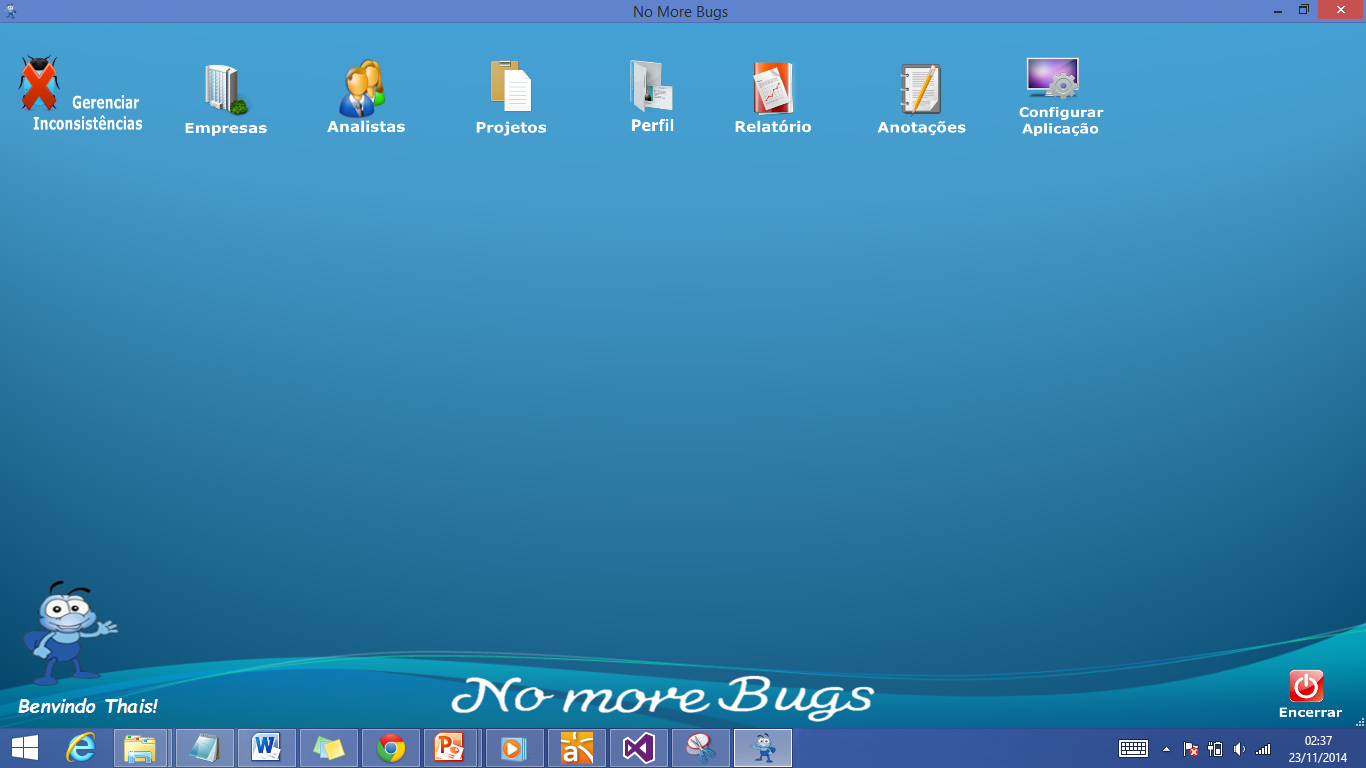 No More Bugs
Gerenciar
Inconsistências
Empresas
Analistas
Projetos
Perfil
Relatório
Anotações
Configurar
Aplicação
Benvindo Thais!
No more Bugs
Encerrar
02:37
23/11/2014